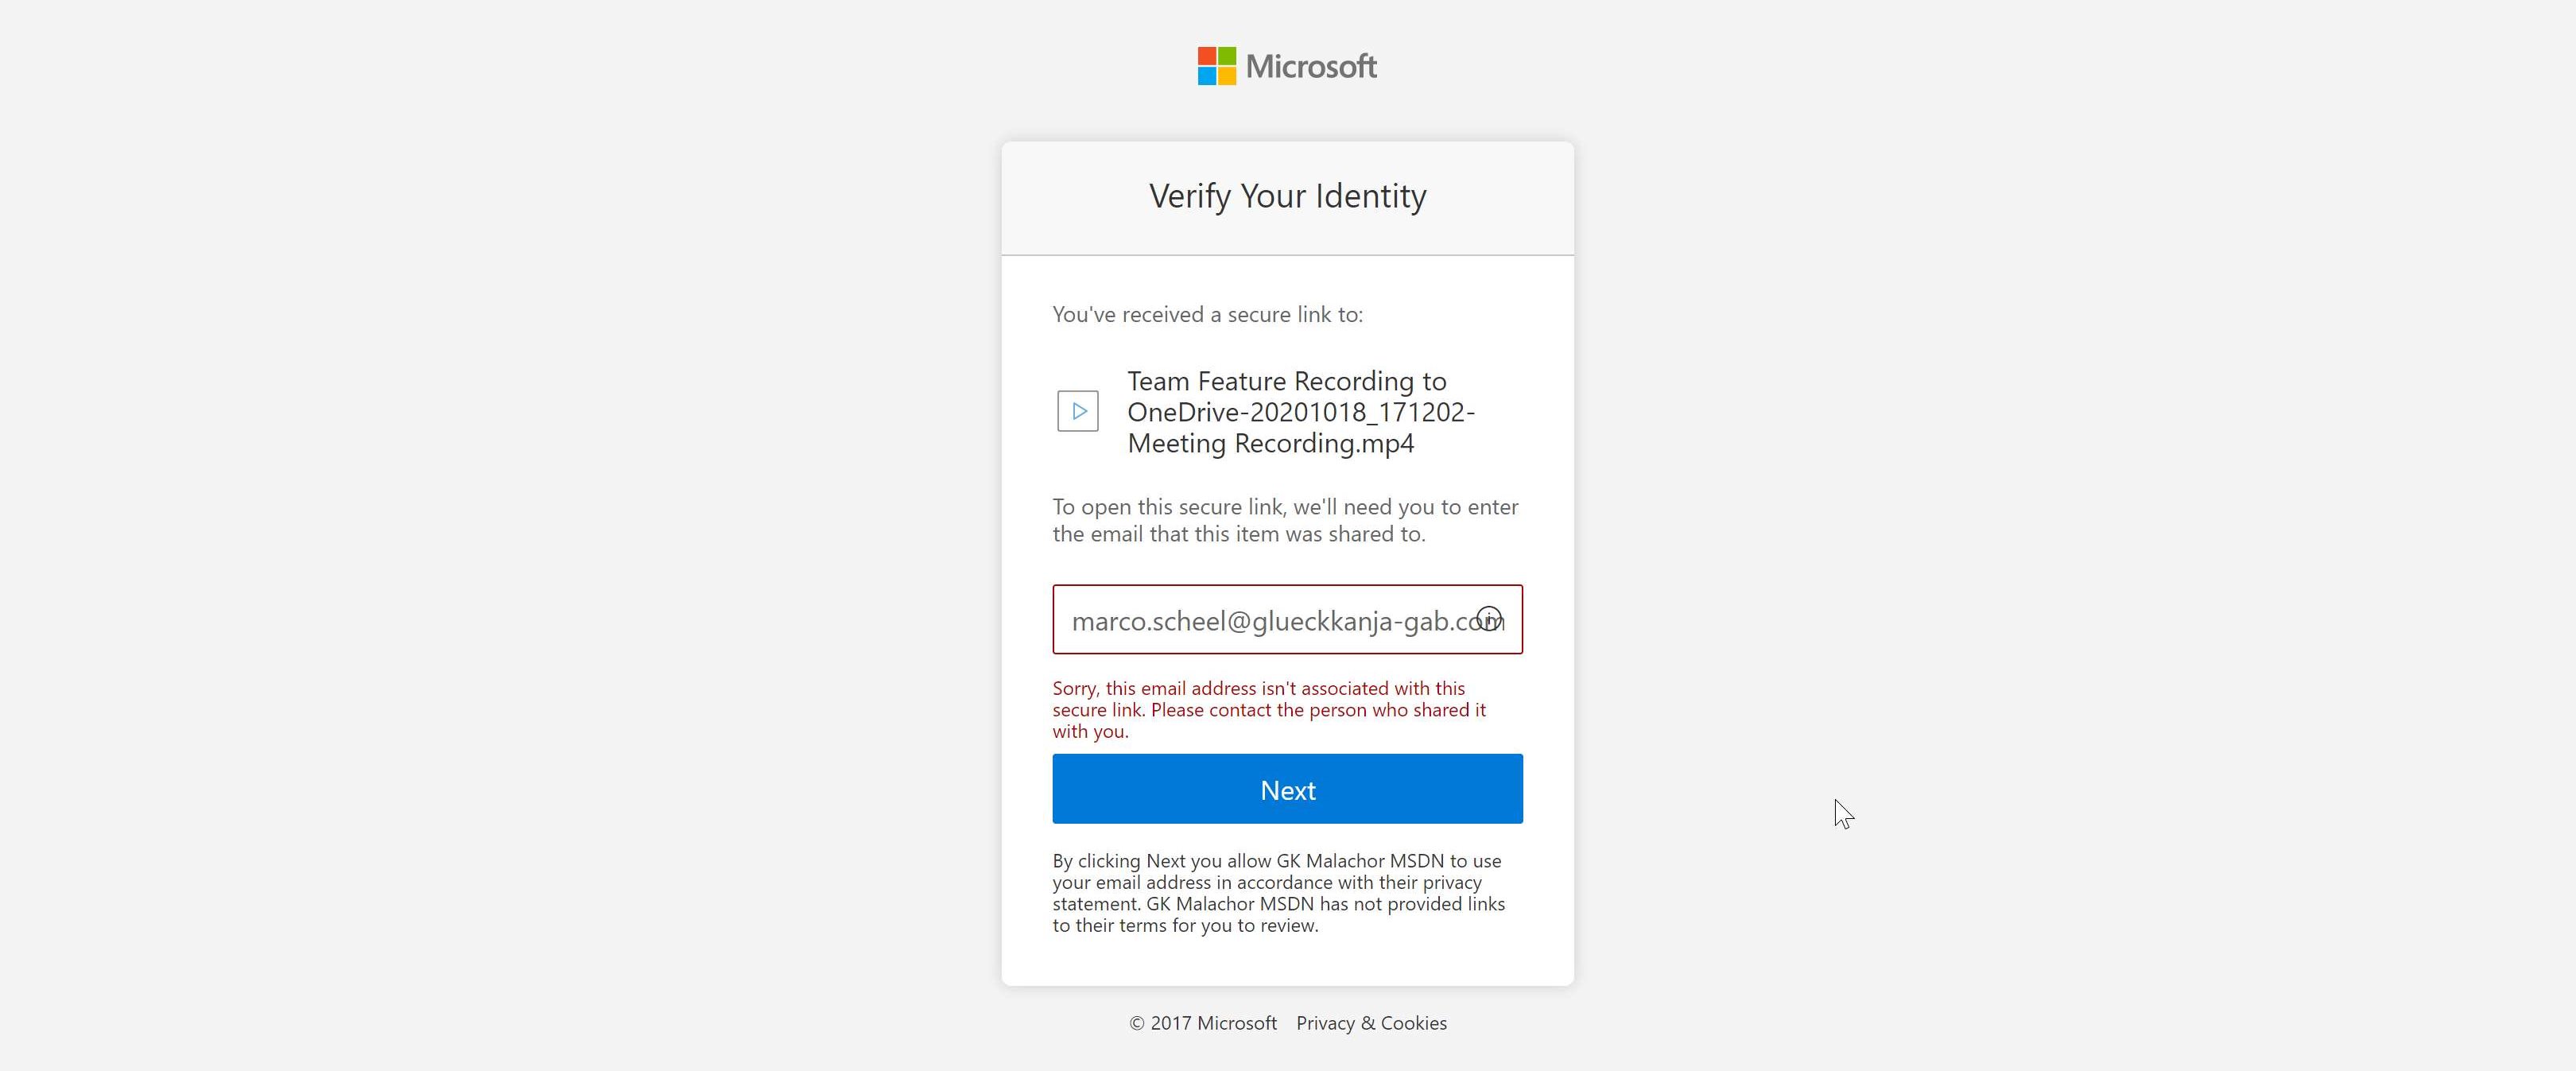 Microsoft
Verify Your Identity
You've received a secure link to:
Team Feature Recording to
OneDrive-20201018_171202-
Meeting Recording.mp4
To open this secure link, we'll need you to enter
the email that this item was shared to.
marco.scheel@glueckkanja-gab.com
Sorry, this email address isn't associated with this
secure link. Please contact the person who shared it
with you.
Next
By clicking Next you allow GK Malachor MSDN to use
your email address in accordance with their privacy
statement. GK Malachor MSDN has not provided links
to their terms for you to review.
© 2017 Microsoft Privacy & Cookies